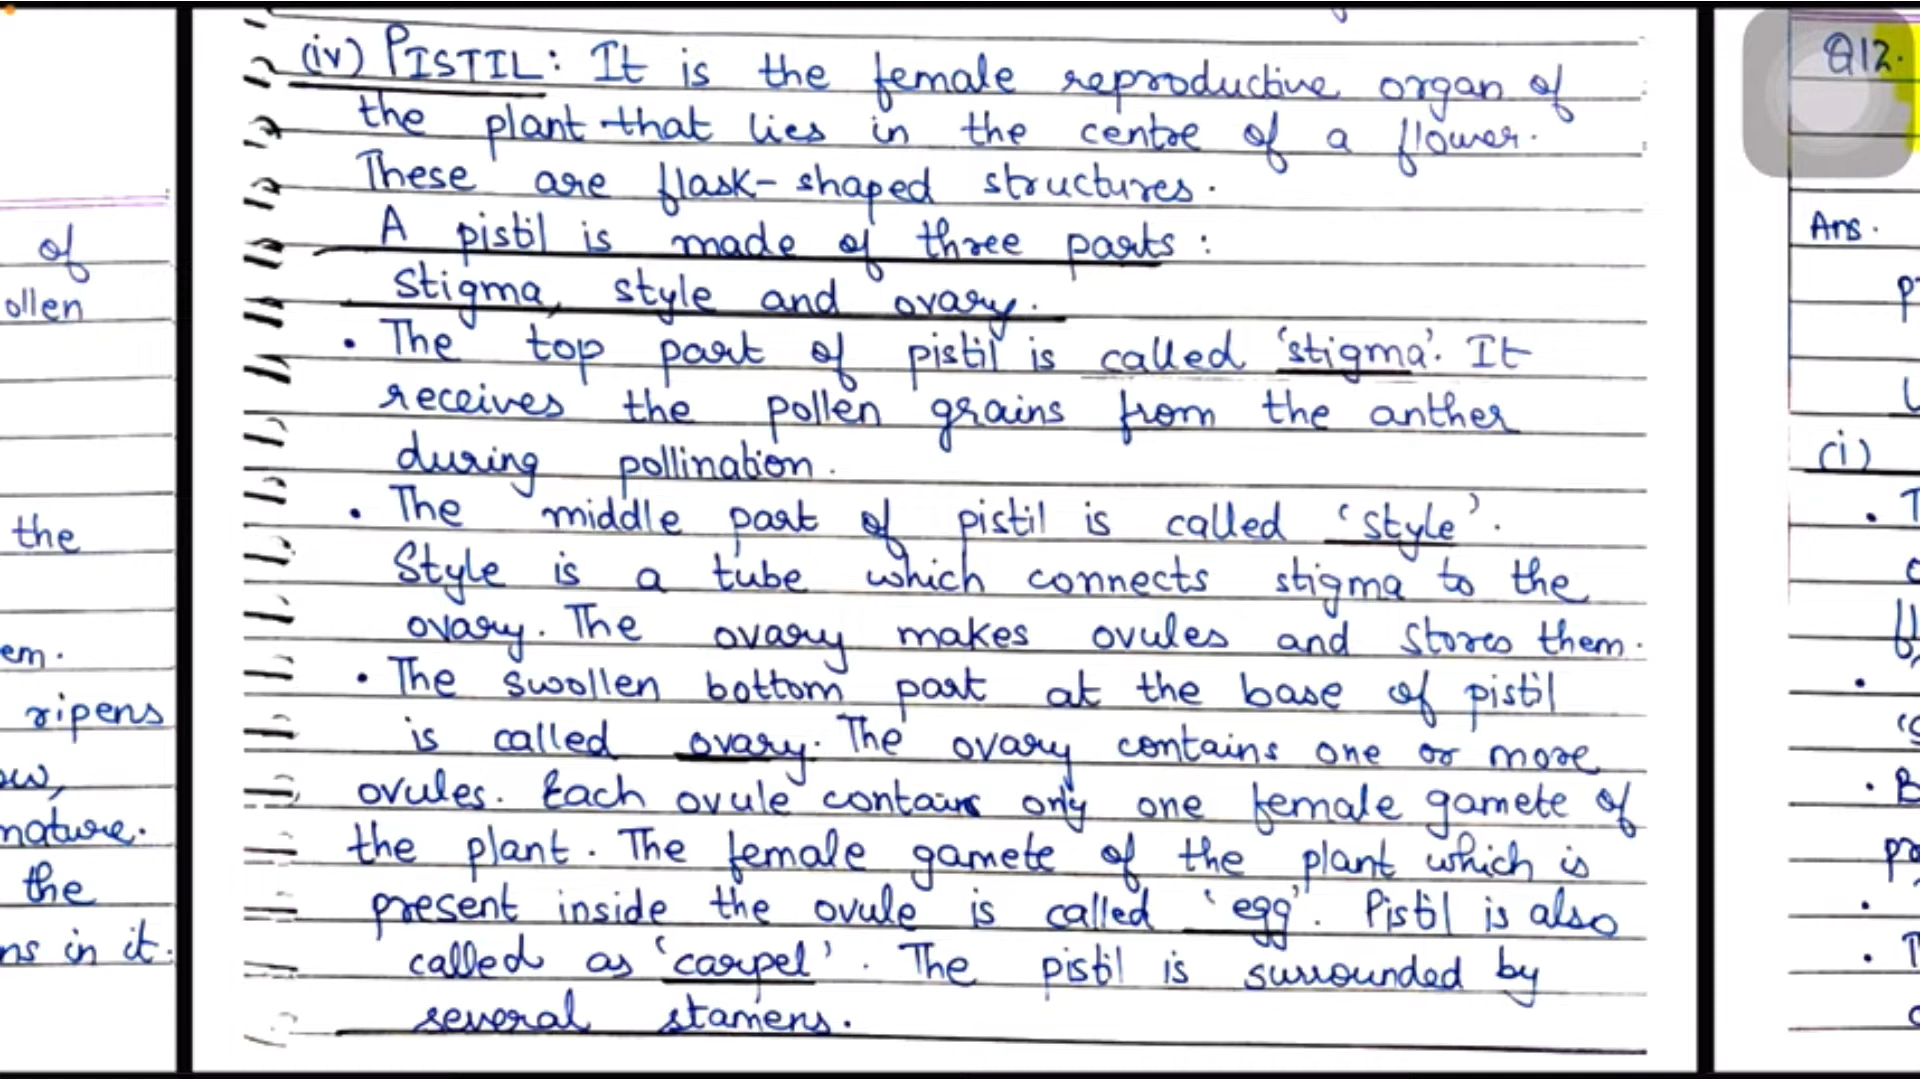 of
ollen
the
em.
ripens
ow,
mature.
the
ns in it.
(iv) PISTIL: It is the female reproductive organ of
the plant that lies in the centre of a flower.
These are flask-shaped structures.
A pistil is made of three parts:
Stigma, style and ovary.
• The top part of pistil is called 'stigma'. It
receives the pollen grains from the anther
during pollination.
• The middle part of pistil is called 'style'.
Style is a tube which connects stigma to the
ovary. The ovary makes ovules and stores them.
• The swollen bottom part at the base of pistil
is called ovary. The ovary contains one or more
ovules. Each ovule contains only one female gamete of
the plant. The female gamete of the plant which is
present inside the ovule is called 'egg'. Pistil is also
called as 'carpel'. The pistil is surrounded by
several stamens.
Q12.
Ans.
(i)